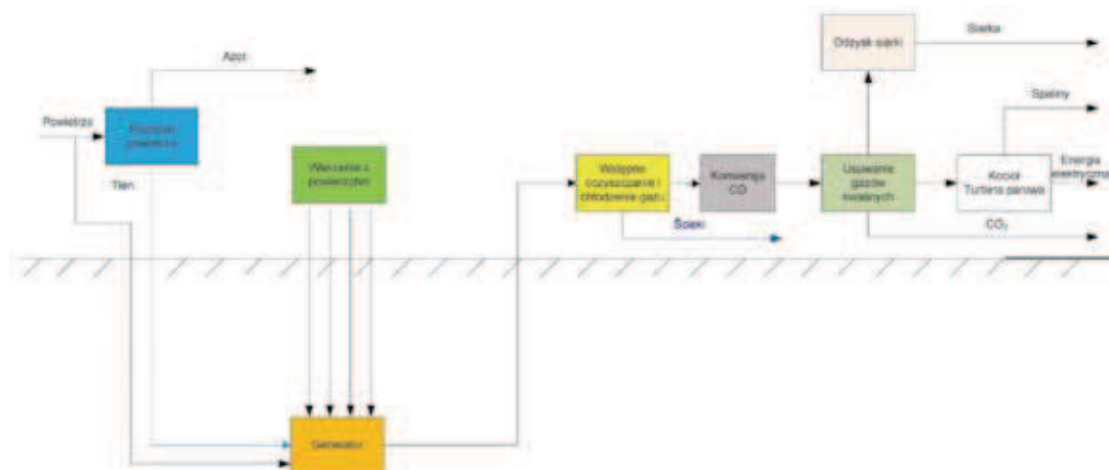 Odzysk siarki
Siarka
Azot
Spaliny
Powietrze
Rozdział
powietrza
Wiercenie z
powierzchni
Wstępne
oczyszczanie i
chłodzenie gazu
Konwersja
CO
Usuwanie
gazów
kwaśnych
Kocioł
Turbina parowa
Energia
elektryczna
Tlen
Ścieki
CO₂
Generator